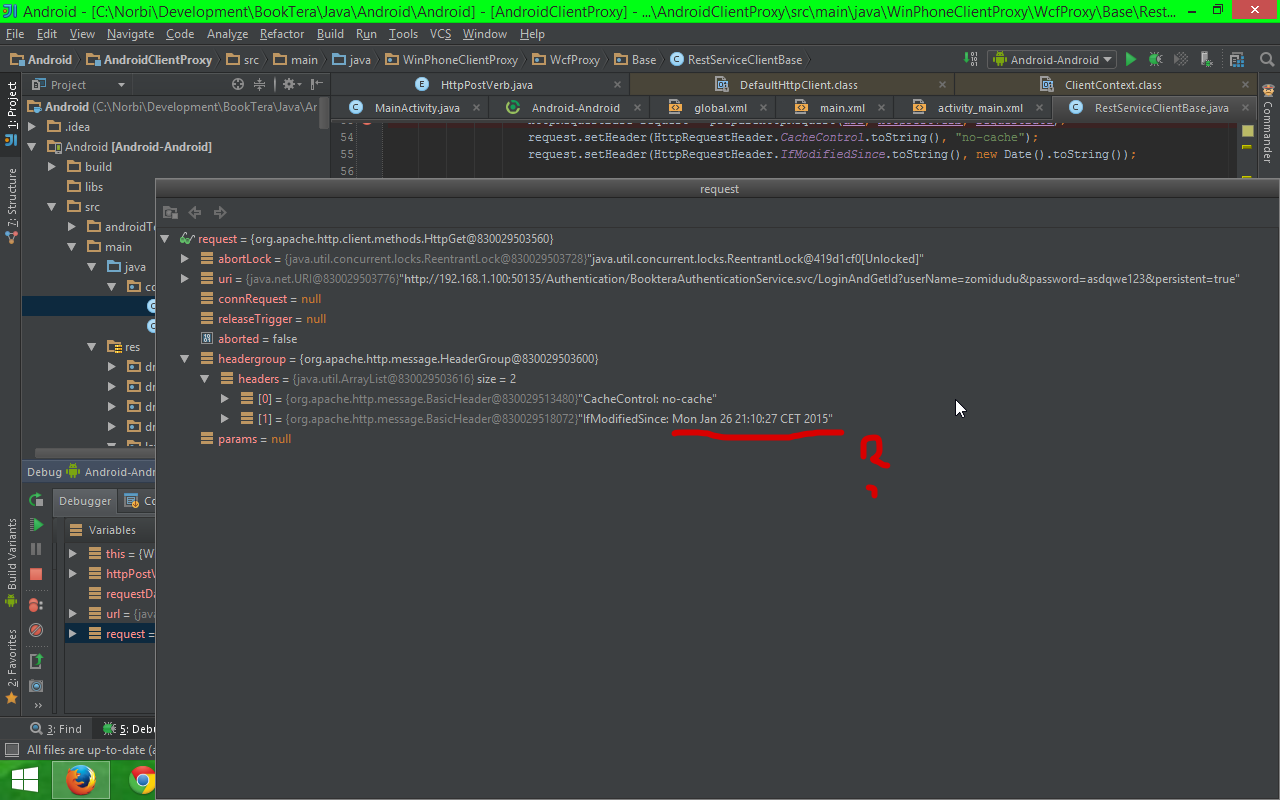 Android - [C:\Norbi\Development\BookTera\Java\Android\Android] - [AndroidClientProxy] - ...\AndroidClientProxy\src\main\java\WinPhoneClientProxy\WcfProxy\Base\Rest...
File Edit View Navigate Code Analyze Refactor Build Run Tools VCS Window Help
Android AndroidClientProxy src main java WinPhoneClientProxy WcfProxy Base RestServiceClientBase Android-Android
1: Project
7: Structure
Build Variants
2: Favorites
Commander
Project
HttpPostVerb.java DefaultHttpClient.class ClientContext.class
MainActivity.java Android-Android global.xml main.xml activity_main.xml RestServiceClientBase.java
Android (C:\Norbi\Development\BookTera\Java\Ar
.idea
Android [Android-Android]
build
libs
src
androidTe
main
java
co
res
dr
dr
dr
dr
54 request.setHeader(HttpRequestHeader.CacheControl.toString(), "no-cache");
55 request.setHeader(HttpRequestHeader.IfModifiedSince.toString(), new Date().toString());
56
request
request = {org.apache.http.client.methods.HttpGet@830029503560}
abortLock = {java.util.concurrent.locks.ReentrantLock@830029503728}"java.util.concurrent.locks.ReentrantLock@419d1cf0[Unlocked]"
uri = {java.net.URI@830029503776}"http://192.168.1.100:50135/Authentication/BookteraAuthenticationService.svc/LoginAndGetId?userName=zomidudu&password=asdqwe123&persistent=true"
connRequest = null
releaseTrigger = null
aborted = false
headergroup = {org.apache.http.message.HeaderGroup@830029503600}
headers = {java.util.ArrayList@830029503616} size = 2
[0] = {org.apache.http.message.BasicHeader@830029513480}"CacheControl: no-cache"
[1] = {org.apache.http.message.BasicHeader@830029518072}"IfModifiedSince: Mon Jan 26 21:10:27 CET 2015"
?
params = null
Debug Android-Andr
Debugger Co
Variables
this = {W
httpPostV
requestDa
url = {java
request =
3: Find 5: Debu
All files are up-to-date (a